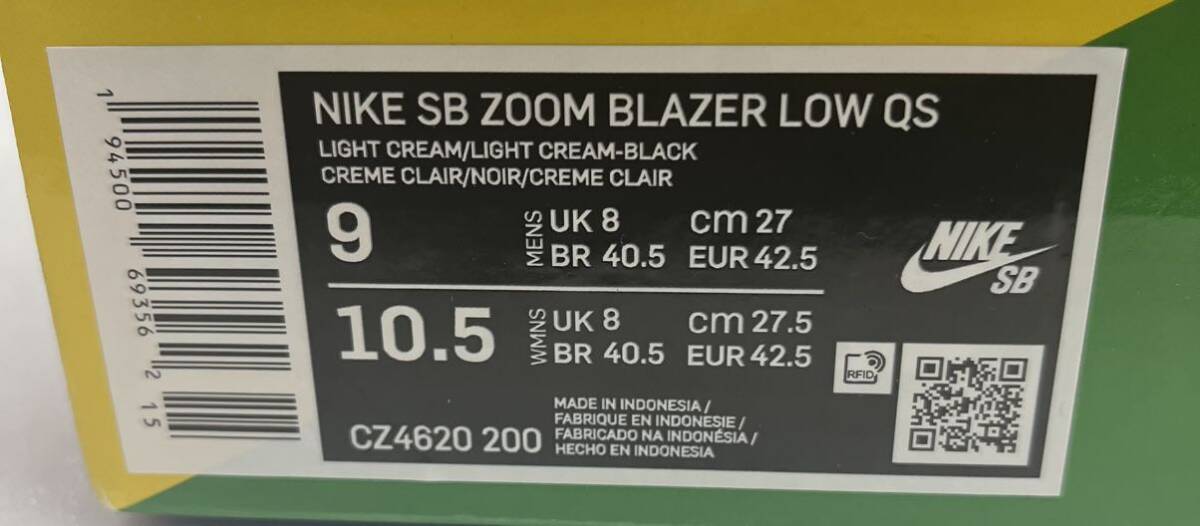 NIKE SB ZOOM BLAZER LOW QS
LIGHT CREAM/LIGHT CREAM-BLACK
CREME CLAIR/NOIR/CREME CLAIR
9
MENS
UK 8
cm 27
BR 40.5
EUR 42.5
10.5
WMNS
UK 8
cm 27.5
BR 40.5
EUR 42.5
CZ4620 200
MADE IN INDONESIA /
FABRIQUE EN INDONESIE /
FABRICADO NA INDONÉSIA /
HECHO EN INDONESIA
NIKE
SB
RFID
1 94500 69356 2 15